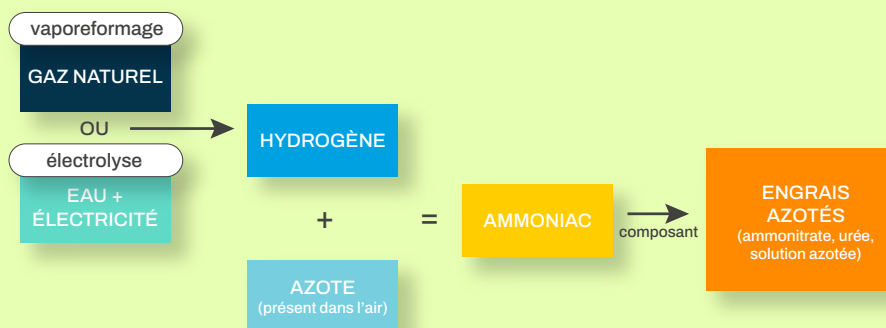 vaporeformage
GAZ NATUREL
OU
électrolyse
EAU +
ÉLECTRICITÉ
HYDROGÈNE
+
AZOTE
(présent dans l’air)
=
AMMONIAC
composant
ENGRAIS
AZOTÉS
(ammonitrate, urée,
solution azotée)